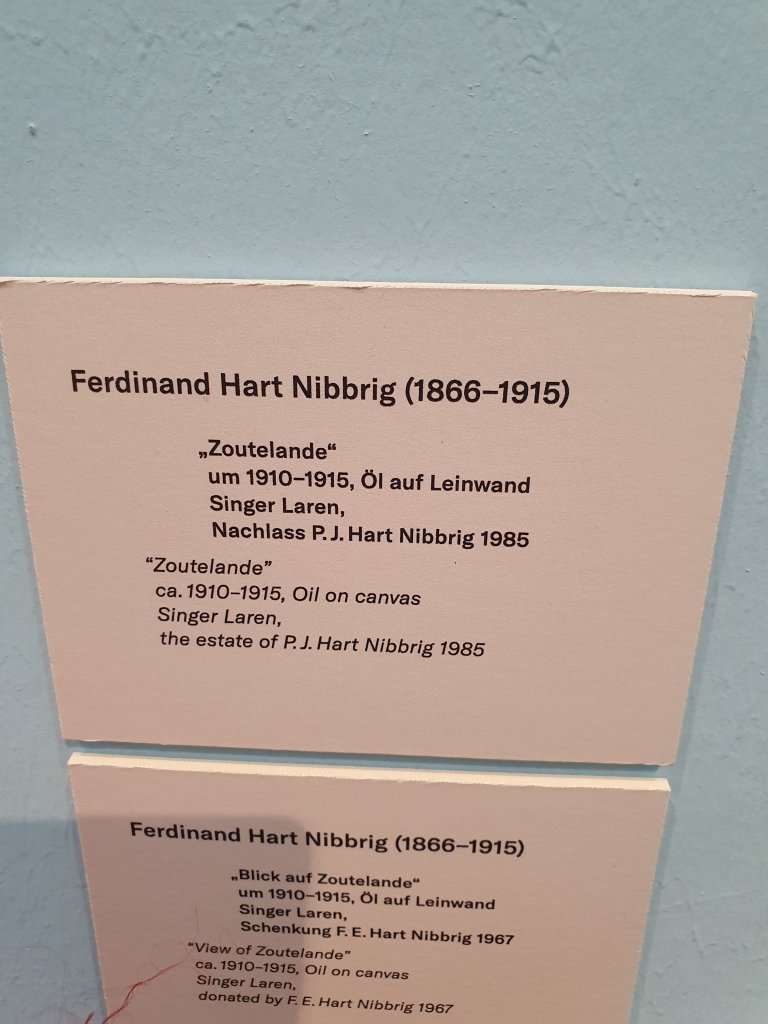 Ferdinand Hart Nibbrig (1866–1915)
„Zoutelande“
um 1910–1915, Öl auf Leinwand
Singer Laren,
Nachlass P. J. Hart Nibbrig 1985
“Zoutelande”
ca. 1910–1915, Oil on canvas
Singer Laren,
the estate of P. J. Hart Nibbrig 1985
Ferdinand Hart Nibbrig (1866–1915)
„Blick auf Zoutelande“
um 1910–1915, Öl auf Leinwand
Singer Laren,
Schenkung F. E. Hart Nibbrig 1967
“View of Zoutelande”
ca. 1910–1915, Oil on canvas
Singer Laren,
donated by F. E. Hart Nibbrig 1967